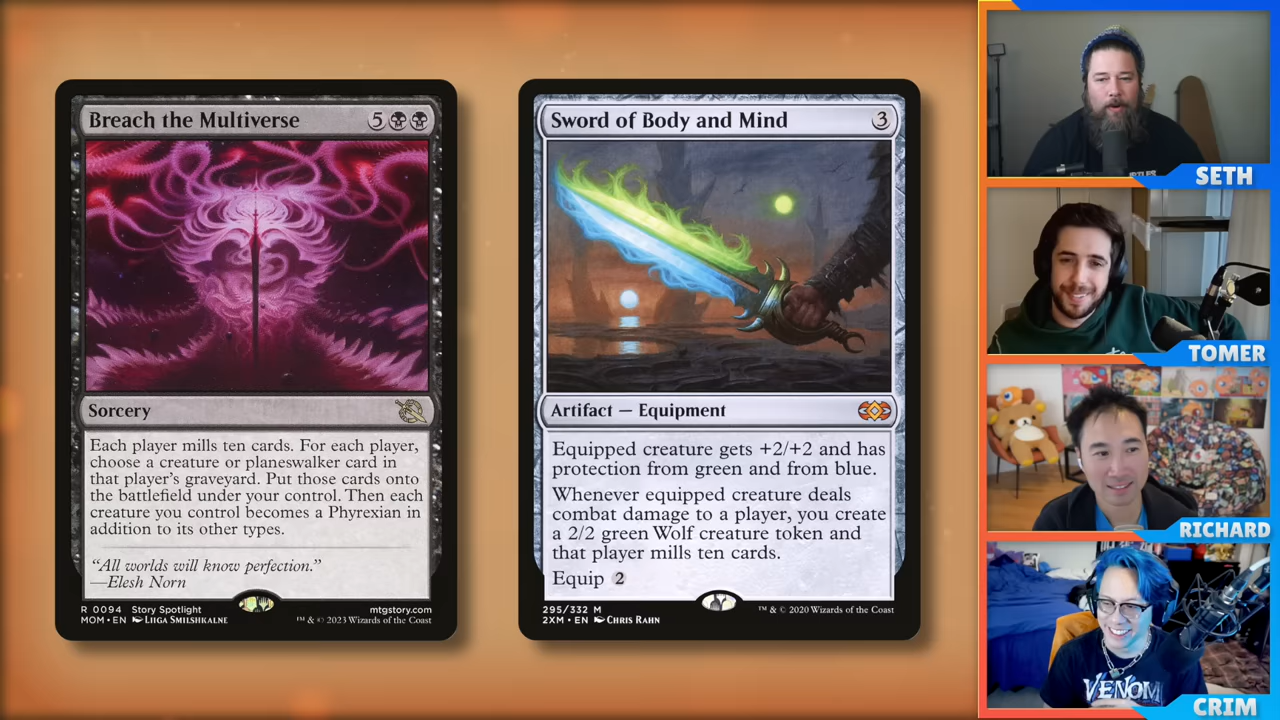 Breach the Multiverse 5
Sorcery
Each player mills ten cards. For each player,
choose a creature or planeswalker card in
that player's graveyard. Put those cards onto
the battlefield under your control. Then each
creature you control becomes a Phyrexian in
addition to its other types.
"All worlds will know perfection."
—Elesh Norn
R 0094 Story Spotlight mtgstory.com
MOM • EN LIIGA SMILSHKALNE ™ & © 2023 Wizards of the Coast
Sword of Body and Mind 3
Artifact — Equipment
Equipped creature gets +2/+2 and has
protection from green and from blue.
Whenever equipped creature deals
combat damage to a player, you create
a 2/2 green Wolf creature token and
that player mills ten cards.
Equip 2
295/332 M ™ & © 2020 Wizards of the Coast
2XM • EN CHRIS RAHN
SETH
TOMER
RICHARD
VENOM
CRIM